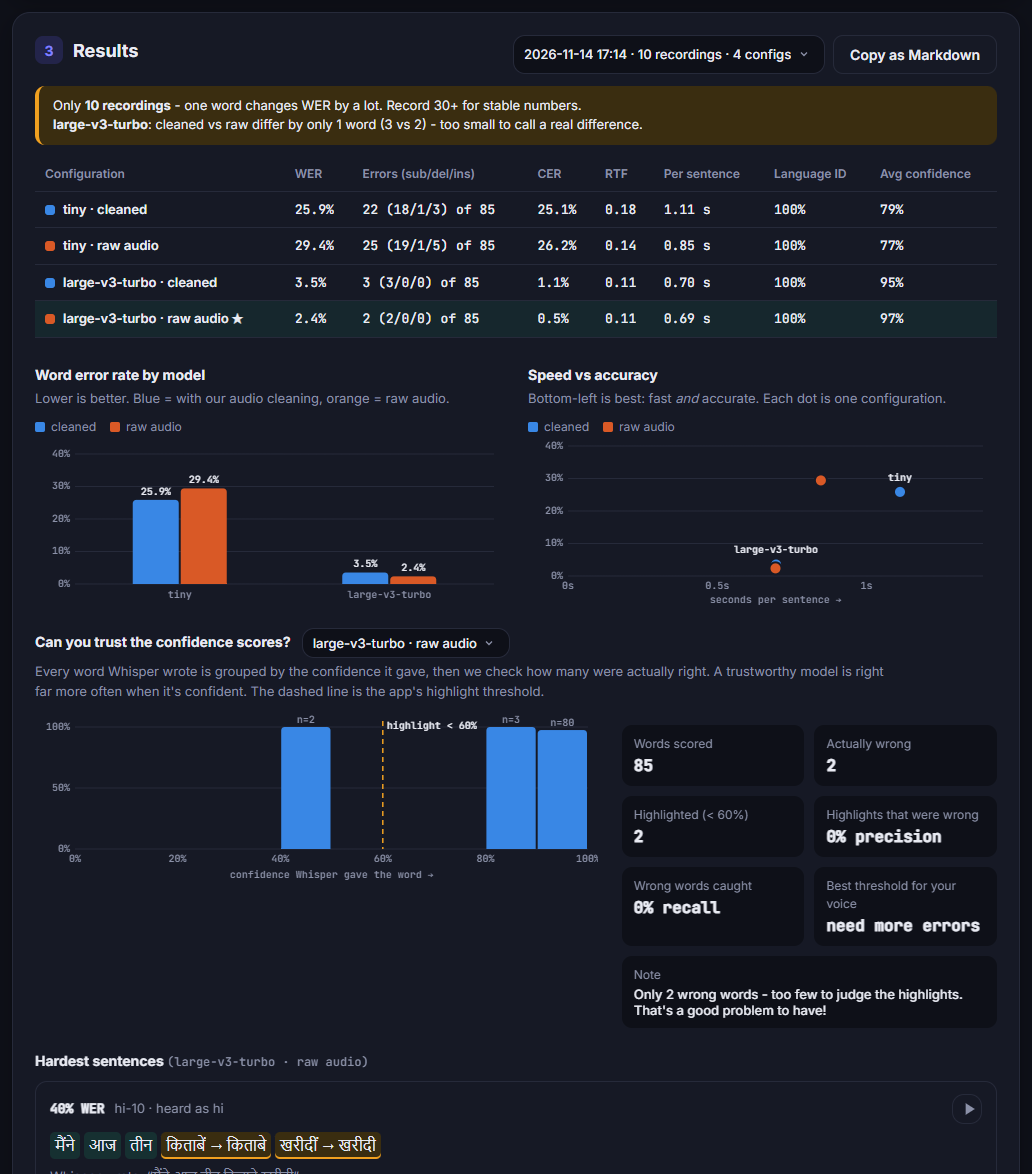 3 Results
2026-11-14 17:14 · 10 recordings · 4 configs
Copy as Markdown
Only 10 recordings - one word changes WER by a lot. Record 30+ for stable numbers.
large-v3-turbo: cleaned vs raw differ by only 1 word (3 vs 2) - too small to call a real difference.
Configuration WER Errors (sub/del/ins) CER RTF Per sentence Language ID Avg confidence
tiny · cleaned 25.9% 22 (18/1/3) of 85 25.1% 0.18 1.11 s 100% 79%
tiny · raw audio 29.4% 25 (19/1/5) of 85 26.2% 0.14 0.85 s 100% 77%
large-v3-turbo · cleaned 3.5% 3 (3/0/0) of 85 1.1% 0.11 0.70 s 100% 95%
large-v3-turbo · raw audio ★ 2.4% 2 (2/0/0) of 85 0.5% 0.11 0.69 s 100% 97%
Word error rate by model
Lower is better. Blue = with our audio cleaning, orange = raw audio.
cleaned raw audio
40%
30%
20%
10%
0%
25.9% 29.4%
3.5% 2.4%
tiny large-v3-turbo
Speed vs accuracy
Bottom-left is best: fast and accurate. Each dot is one configuration.
cleaned raw audio
40%
30%
20%
10%
0%
tiny
large-v3-turbo
0s 0.5s 1s
seconds per sentence →
Can you trust the confidence scores?
large-v3-turbo · raw audio
Every word Whisper wrote is grouped by the confidence it gave, then we check how many were actually right. A trustworthy model is right
far more often when it's confident. The dashed line is the app's highlight threshold.
100%
50%
0%
n=2 highlight < 60% n=3 n=80
0% 20% 40% 60% 80% 100%
confidence Whisper gave the word →
Words scored
85
Actually wrong
2
Highlighted (< 60%)
2
Highlights that were wrong
0% precision
Wrong words caught
0% recall
Best threshold for your
voice
need more errors
Note
Only 2 wrong words - too few to judge the highlights.
That's a good problem to have!
Hardest sentences (large-v3-turbo · raw audio)
40% WER hi-10 · heard as hi
मैंने आज तीन किताबें → किताबे खरीदीं → खरीदी